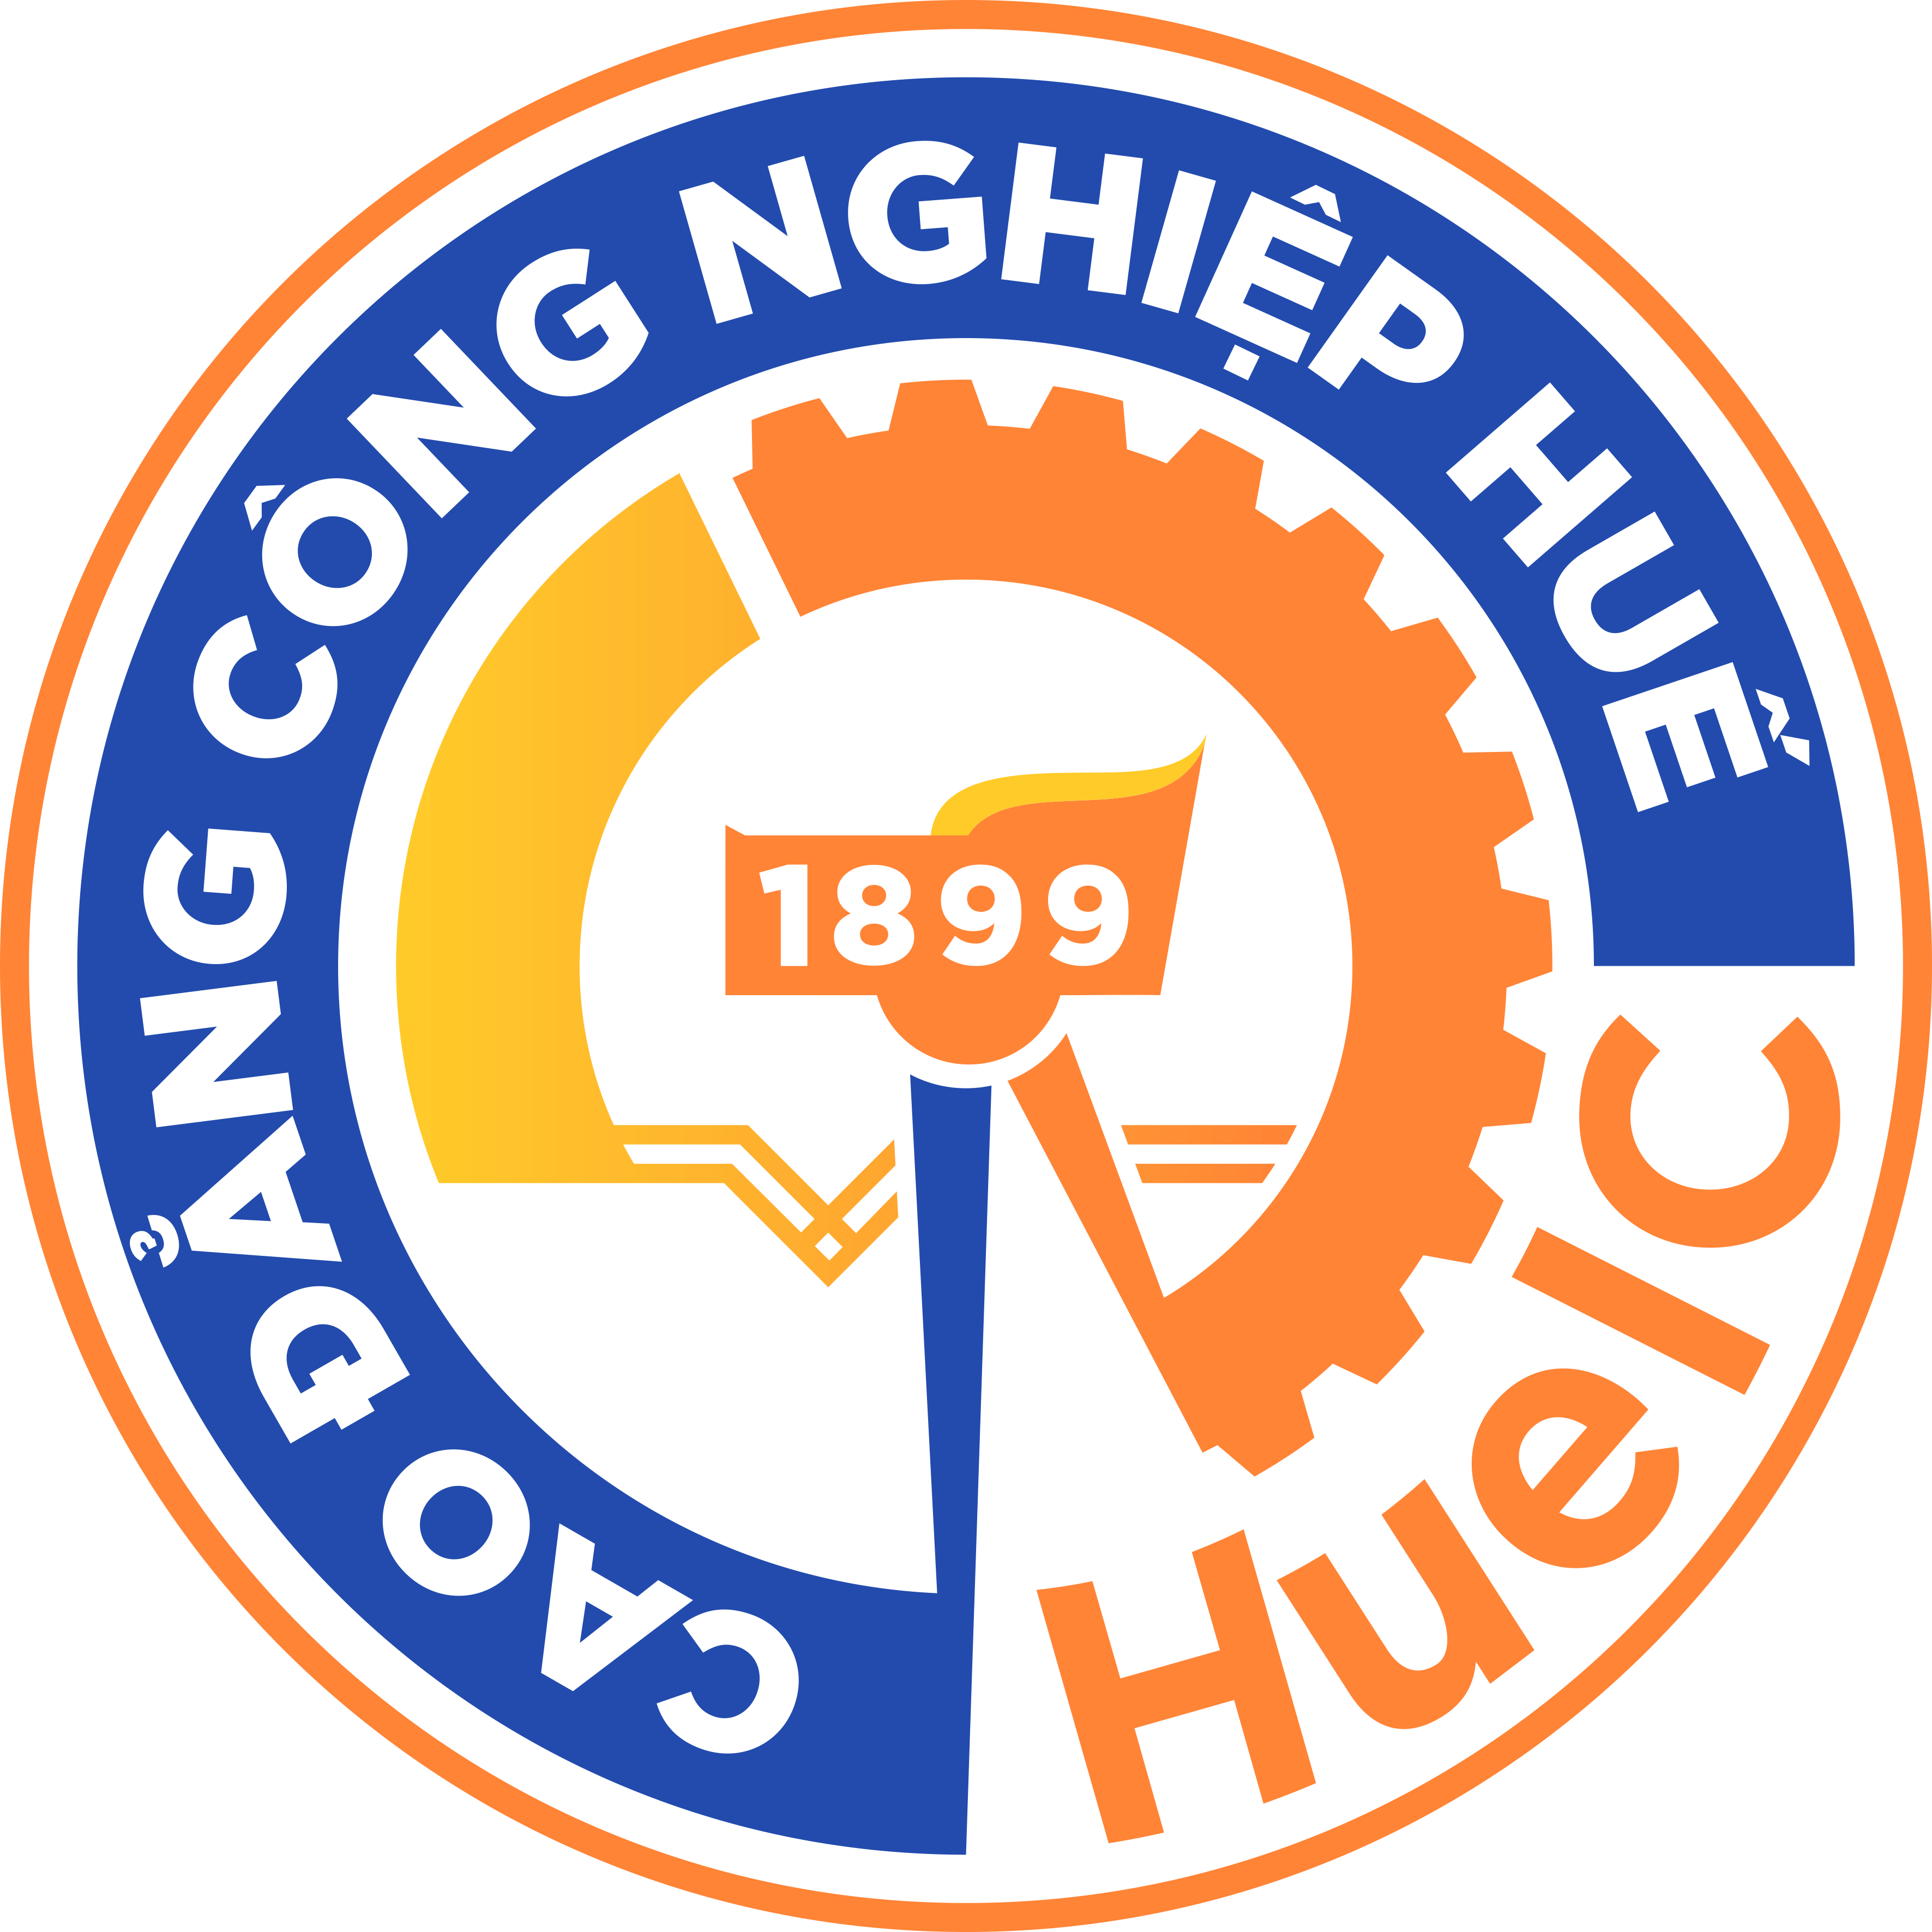 CAO ĐẲNG CÔNG NGHIỆP HUẾ
1899
HueIC